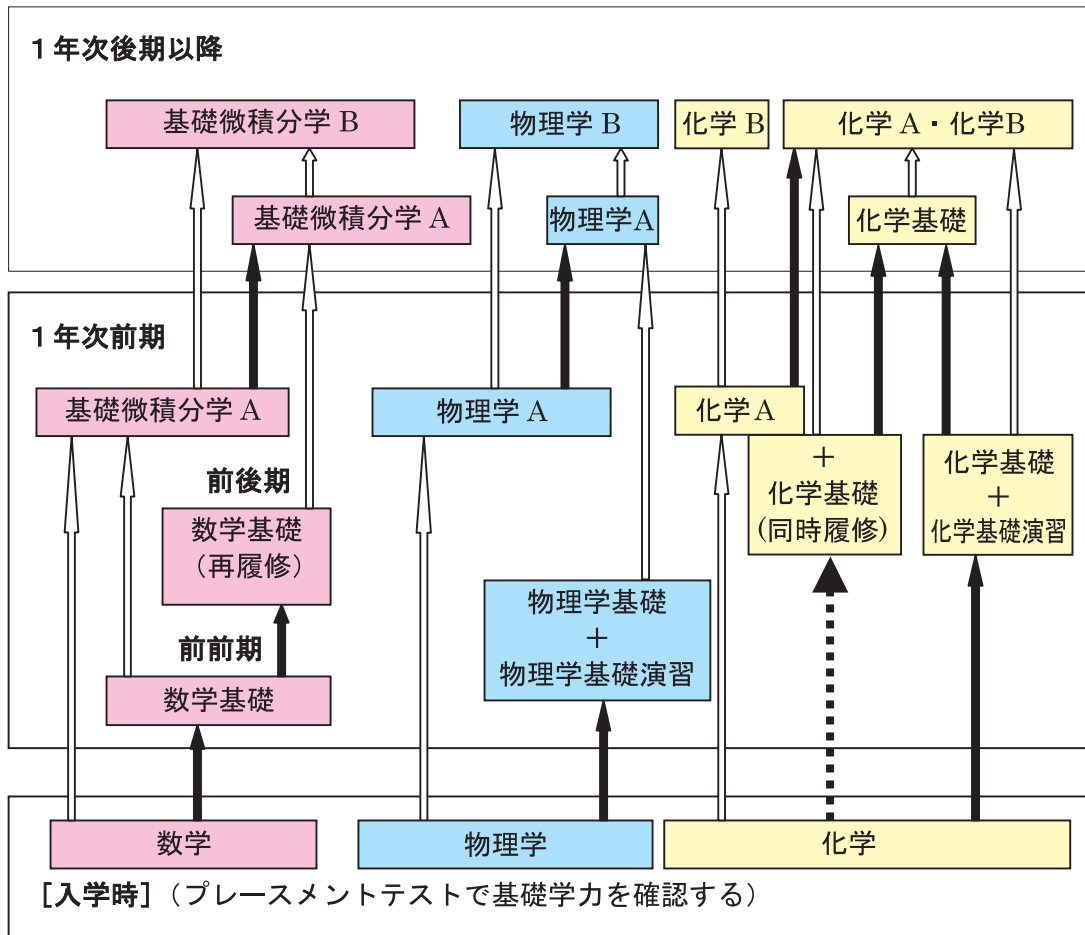 1年次後期以降
基礎微積分学 B
物理学 B
化学 B
化学 A・化学B
基礎微積分学 A
物理学A
化学基礎
1年次前期
基礎微積分学 A
物理学 A
化学 A
+
化学基礎
(同時履修)
化学基礎
+
化学基礎演習
前後期
数学基礎
(再履修)
前前期
数学基礎
物理学基礎
+
物理学基礎演習
数学
物理学
化学
[入学時](プレースメントテストで基礎学力を確認する)